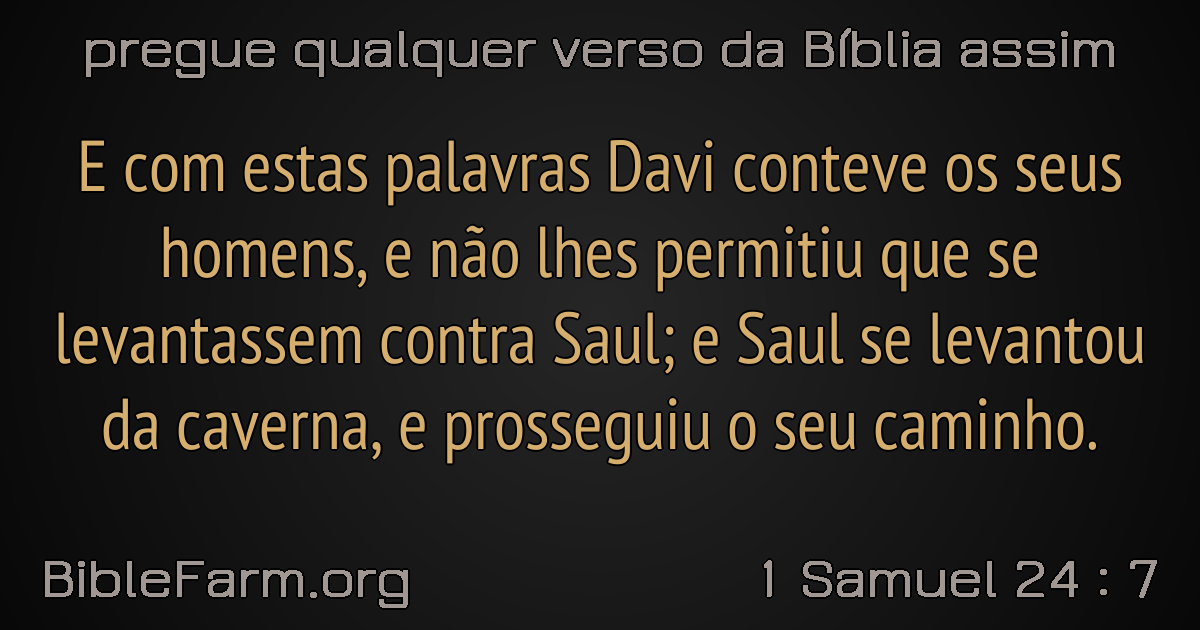 pregue qualquer verso da Bíblia assim
E com estas palavras Davi conteve os seus
homens, e não lhes permitiu que se
levantassem contra Saul; e Saul se levantou
da caverna, e prosseguiu o seu caminho.
BibleFarm.org
1 Samuel 24 : 7